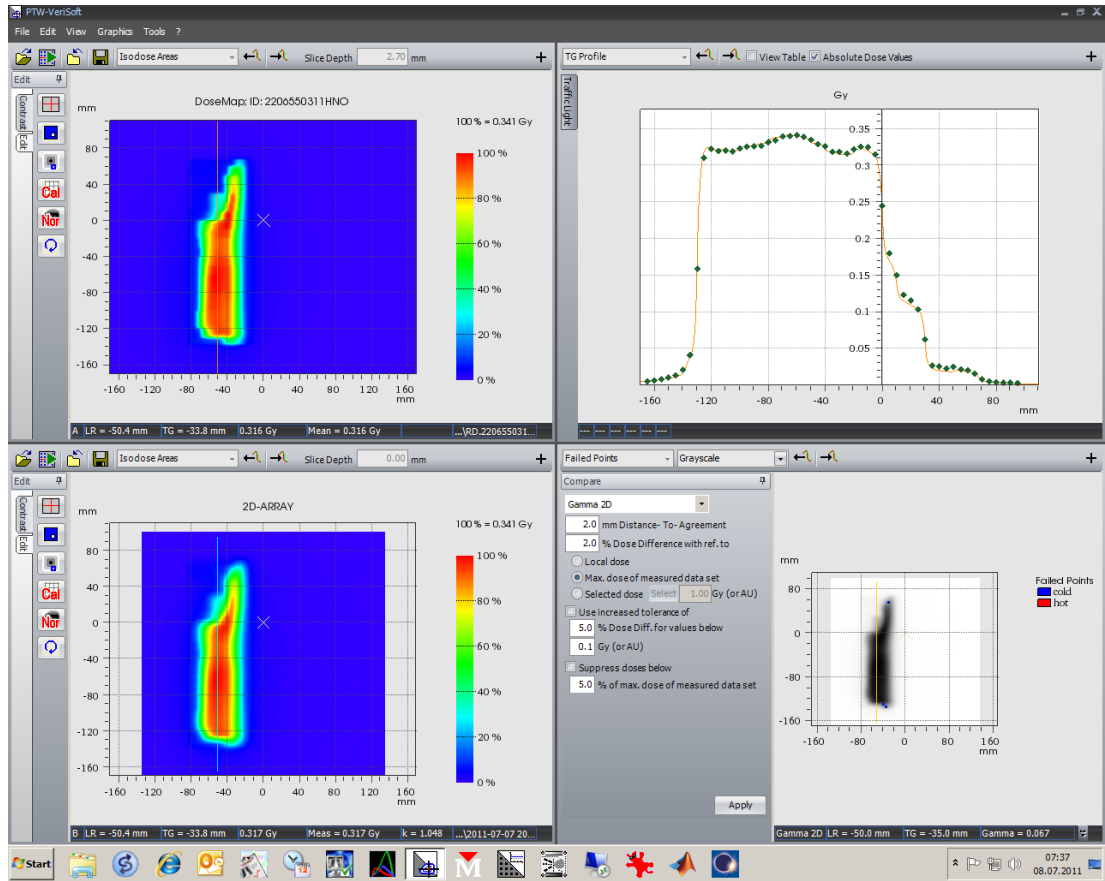 PTW-VeriSoft
File Edit View Graphics Tools ?
Isodose Areas Slice Depth 2.70 mm
Edit
Contrast Edit
Cal
Nor
DoseMap; ID: 2206550311HNO
mm
100 % = 0.341 Gy
80
40
0
-40
-80
-120
-160
-160 -120 -80 -40 0 40 80 120 160
mm
100 %
80 %
60 %
40 %
20 %
0 %
A LR = -50.4 mm TG = -33.8 mm 0.316 Gy Mean = 0.316 Gy ...\RD.220655031...
TG Profile View Table Absolute Dose Values
TrafficLight
Gy
0.35
0.3
0.25
0.2
0.15
0.1
0.05
-160 -120 -80 -40 0 40 80
mm
--- --- --- --- --- ---
Isodose Areas Slice Depth 0.00 mm
Edit
Contrast Edit
Cal
Nor
2D-ARRAY
mm
100 % = 0.341 Gy
80
40
0
-40
-80
-120
-160
-160 -120 -80 -40 0 40 80 120 160
mm
100 %
80 %
60 %
40 %
20 %
0 %
B LR = -50.4 mm TG = -33.8 mm 0.317 Gy Meas = 0.317 Gy k = 1.048 ...\2011-07-07 20...
Failed Points Grayscale
Compare
Gamma 2D
2.0 mm Distance- To- Agreement
2.0 % Dose Difference with ref. to
Local dose
Max. dose of measured data set
Selected dose Select 1.00 Gy (or AU)
Use increased tolerance of
5.0 % Dose Diff. for values below
0.1 Gy (or AU)
Suppress doses below
5.0 % of max. dose of measured data set
Apply
mm
80
0
-80
-160
-160 -80 0 80 160
mm
Failed Points
cold
hot
Gamma 2D LR = -50.0 mm TG = -35.0 mm Gamma = 0.067
Start
12
M
07:37
08.07.2011